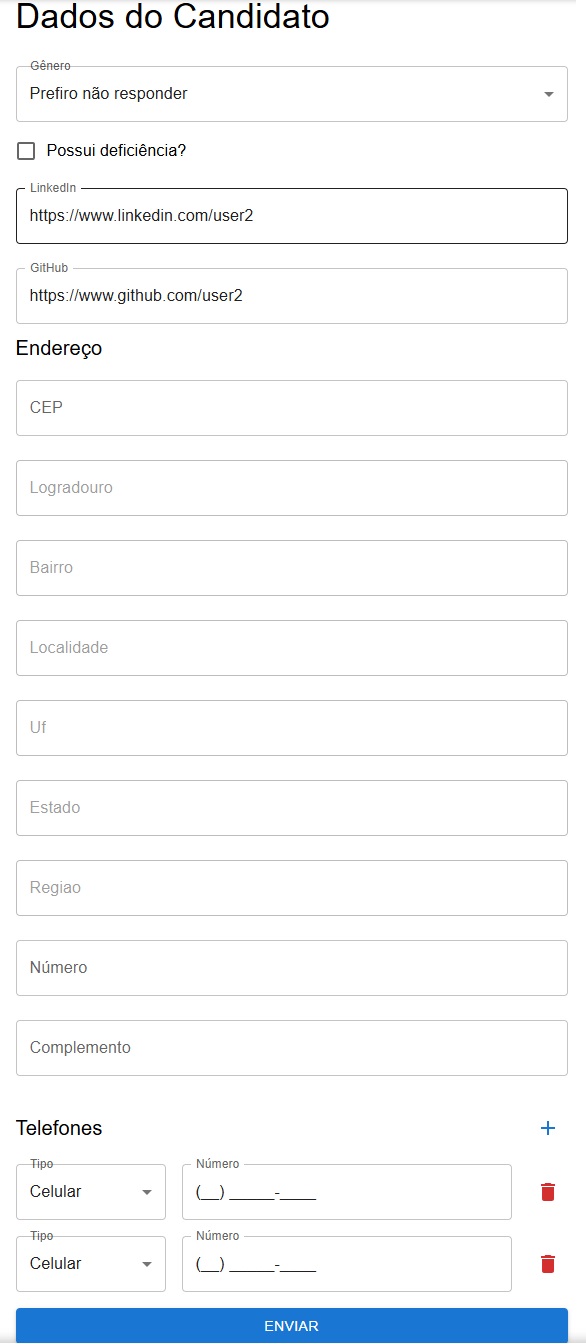 Dados do Candidato
Gênero
Prefiro não responder
Possui deficiência?
LinkedIn
https://www.linkedin.com/user2
GitHub
https://www.github.com/user2
Endereço
CEP
Logradouro
Bairro
Localidade
Uf
Estado
Regiao
Número
Complemento
Telefones
Tipo Número
Celular (__) _____-____
Tipo Número
Celular (__) _____-____
ENVIAR